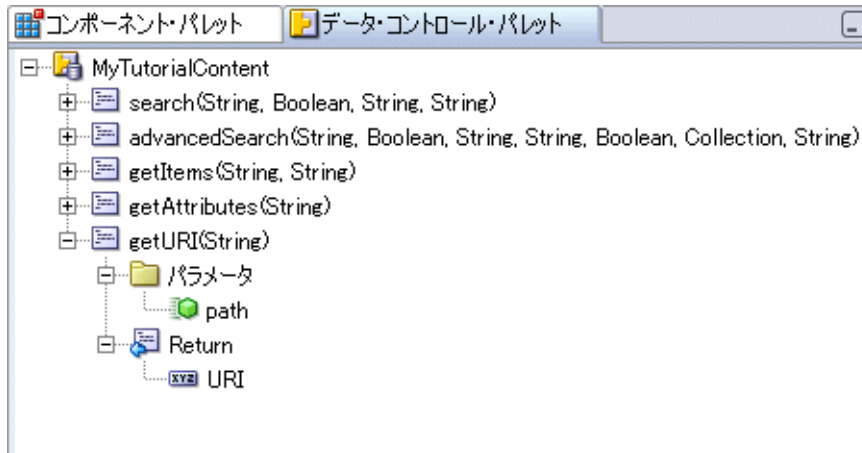 コンポーネント・パレット データ・コントロール・パレット
MyTutorialContent
search(String, Boolean, String, String)
advancedSearch(String, Boolean, String, String, Boolean, Collection, String)
getItems(String, String)
getAttributes(String)
getURI(String)
パラメータ
path
Return
XYZ URI